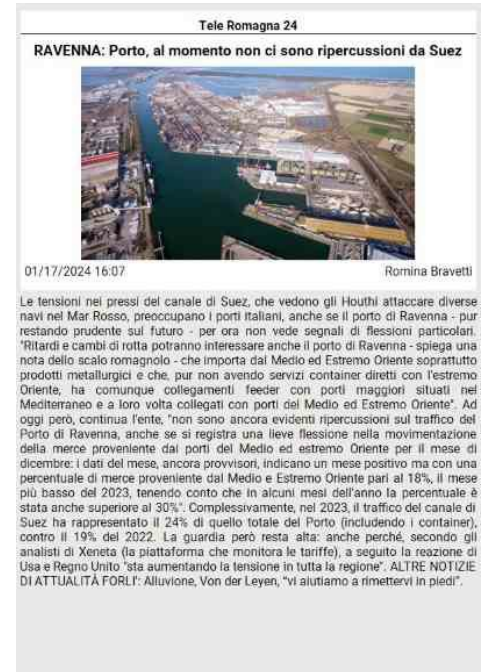 Tele Romagna 24
RAVENNA: Porto, al momento non ci sono ripercussioni da Suez
01/17/2024 16:07
Romina Bravetti
Le tensioni nei pressi del canale di Suez, che vedono gli Houthi attaccare diverse
navi nel Mar Rosso, preoccupano i porti italiani, anche se il porto di Ravenna - pur
restando prudente sul futuro - per ora non vede segnali di flessioni particolari.
"Ritardi e cambi di rotta potranno interessare anche il porto di Ravenna - spiega una
nota dello scalo romagnolo - che importa dal Medio ed Estremo Oriente soprattutto
prodotti metallurgici e che, pur non avendo servizi container diretti con l'estremo
Oriente, ha comunque collegamenti feeder con porti maggiori situati nel
Mediterraneo e a loro volta collegati con porti del Medio ed Estremo Oriente". Ad
oggi però, continua l'ente, "non sono ancora evidenti ripercussioni sul traffico del
Porto di Ravenna, anche se si registra una lieve flessione nella movimentazione
della merce proveniente dai porti del Medio ed estremo Oriente per il mese di
dicembre: i dati del mese, ancora provvisori, indicano un mese positivo ma con una
percentuale di merce proveniente dal Medio e Estremo Oriente pari al 18%, il mese
più basso del 2023, tenendo conto che in alcuni mesi dell'anno la percentuale è
stata anche superiore al 30%". Complessivamente, nel 2023, il traffico del canale di
Suez ha rappresentato il 24% di quello totale del Porto (includendo i container),
contro il 19% del 2022. La guardia però resta alta: anche perché, secondo gli
analisti di Xeneta (la piattaforma che monitora le tariffe), a seguito la reazione di
Usa e Regno Unito "sta aumentando la tensione in tutta la regione". ALTRE NOTIZIE
DI ATTUALITÀ FORLI': Alluvione, Von der Leyen, "vi aiutiamo a rimettervi in piedi".